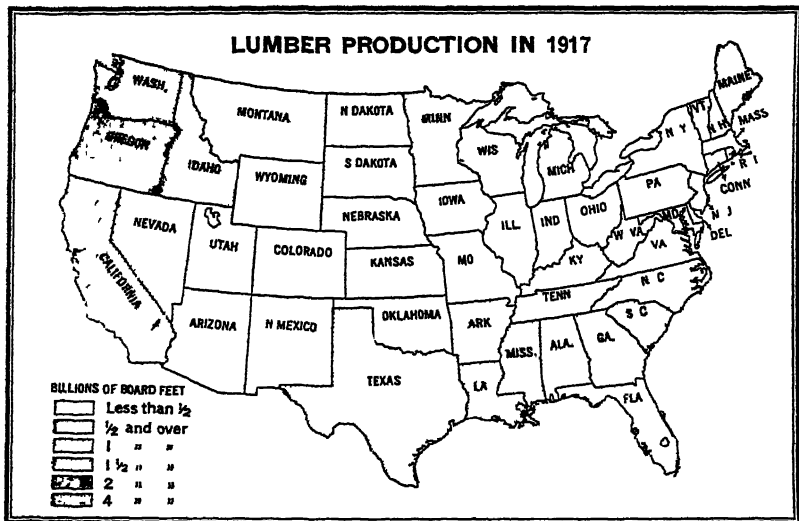 LUMBER PRODUCTION IN 1917
WASH.
MONTANA
N DAKOTA
MINN
MAINE
VT.
N H
MASS
N Y
OREGON
IDAHO
S DAKOTA
WIS
MICH
R I
CONN
WYOMING
PA
IOWA
NEBRASKA
NEVADA
UTAH
ILL.
IND
OHIO
MD.
N J
DEL
W VA
VA
COLORADO
CALIFORNIA
KANSAS
MO
KY
N C
TENN
ARIZONA
N MEXICO
OKLAHOMA
ARK
S C
MISS.
ALA.
GA.
TEXAS
LA
FLA
BILLIONS OF BOARD FEET
Less than ½
½ and over
1 " "
1 ½ " "
2 " "
4 " "